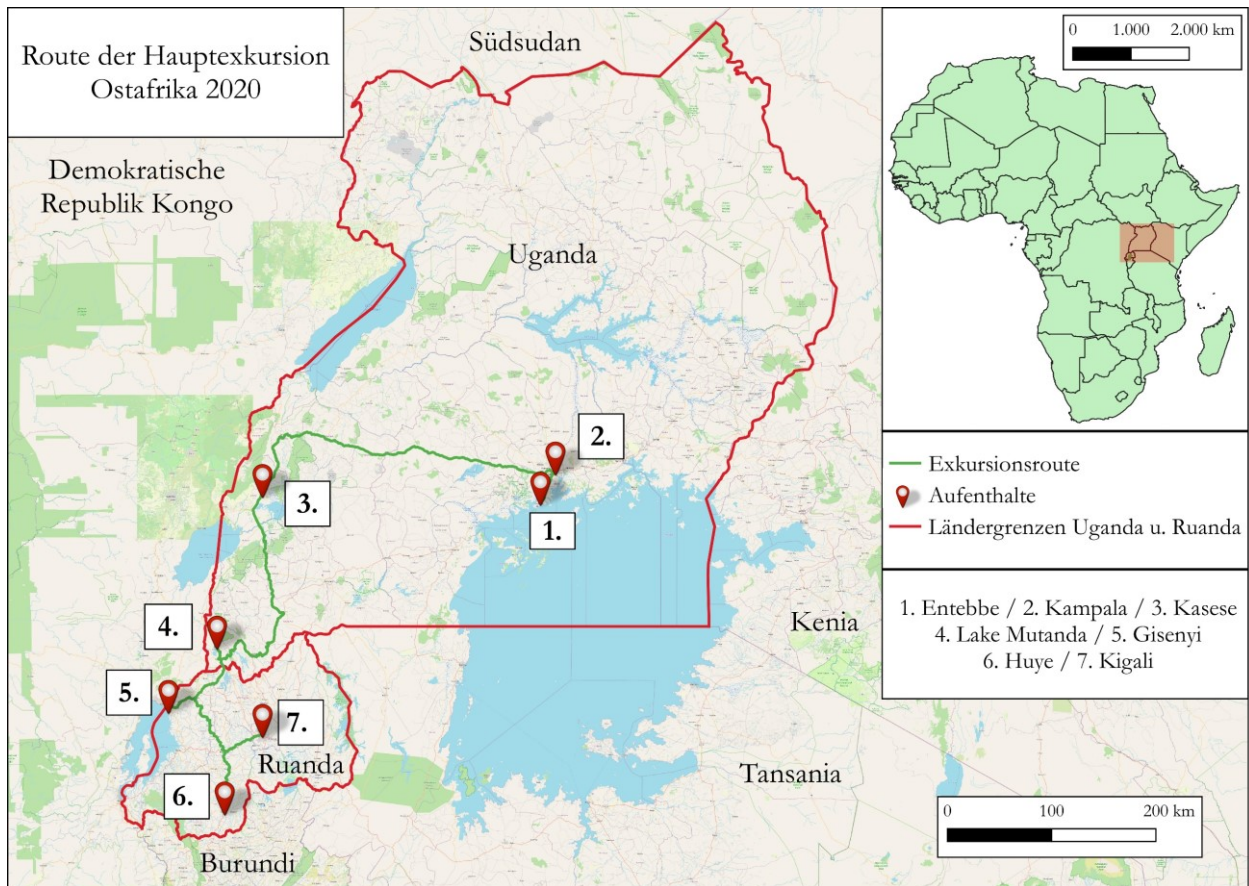 Route der Hauptexkursion
Ostafrika 2020
Südsudan
Demokratische
Republik Kongo
Uganda
2.
3.
1.
4.
Kenia
5.
7.
Ruanda
Tansania
6.
Burundi
0 1.000 2.000 km
Exkursionsroute
Aufenthalte
Ländergrenzen Uganda u. Ruanda
1. Entebbe / 2. Kampala / 3. Kasese
4. Lake Mutanda / 5. Gisenyi
6. Huye / 7. Kigali
0 100 200 km